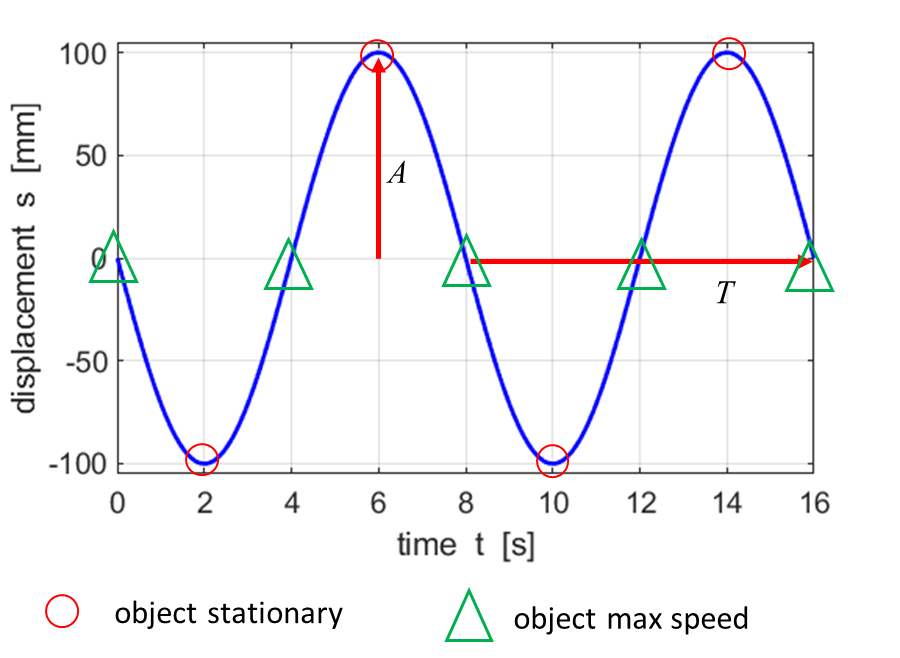 100
50
0
-50
-100
displacement s [mm]
A
T
0 2 4 6 8 10 12 14 16
time t [s]
object stationary
object max speed